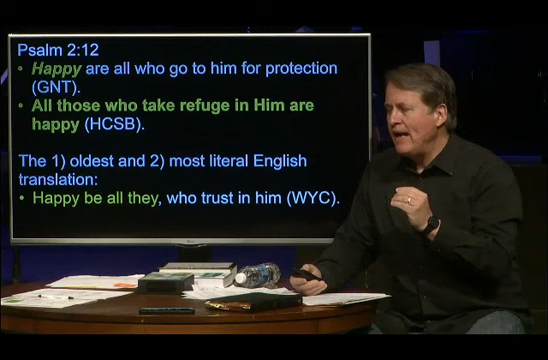 Psalm 2:12
• Happy are all who go to him for protection
(GNT).
• All those who take refuge in Him are
happy (HCSB).
The 1) oldest and 2) most literal English
translation:
• Happy be all they, who trust in him (WYC).